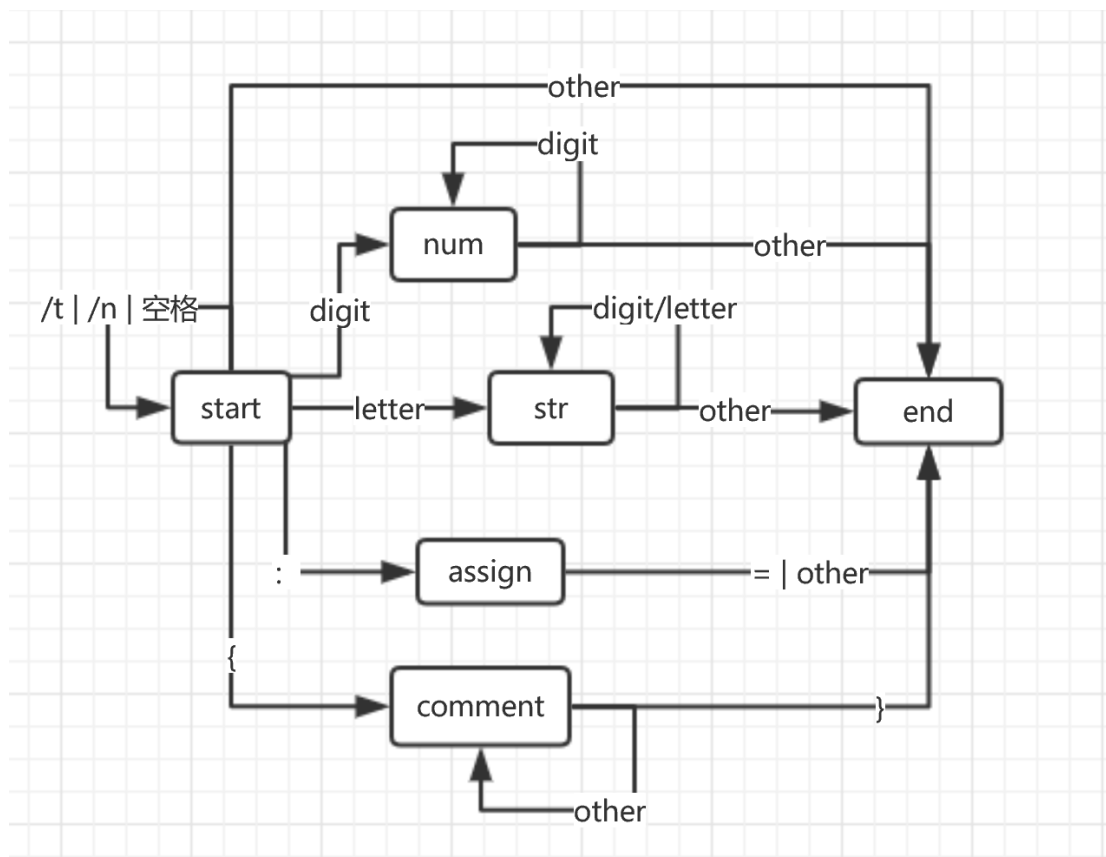 other
digit
num
other
/t | /n | 空格
digit
digit/letter
start
letter
str
other
end
:
assign
= | other
{
comment
}
other